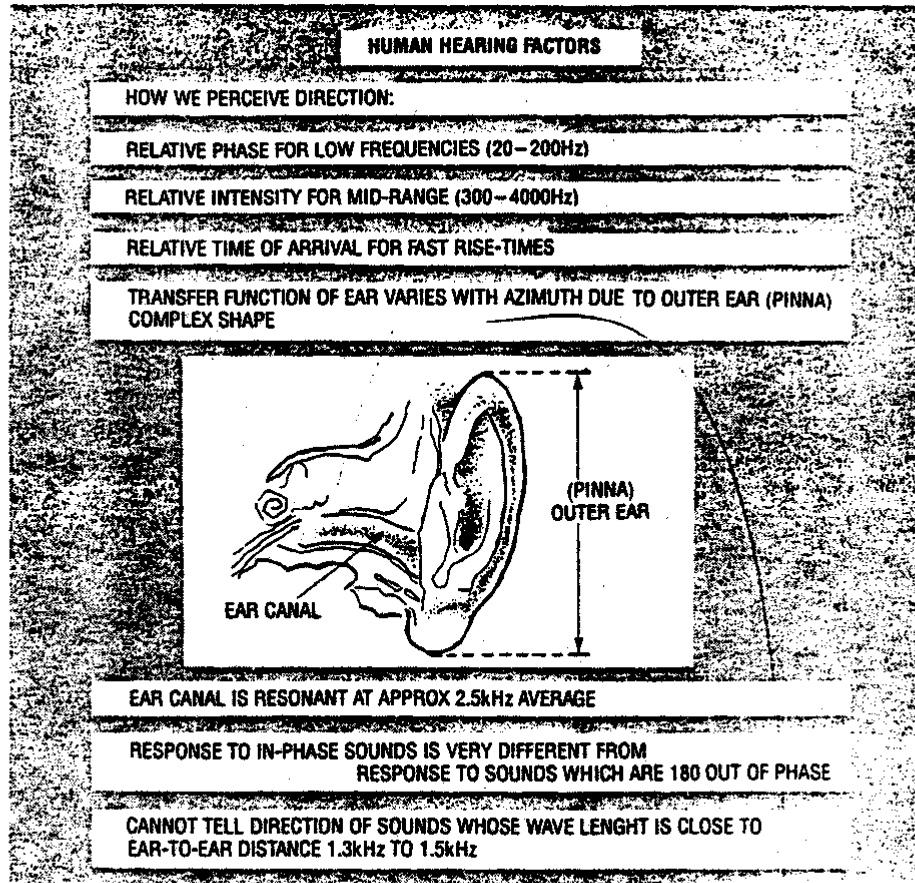 HUMAN HEARING FACTORS
HOW WE PERCEIVE DIRECTION:
RELATIVE PHASE FOR LOW FREQUENCIES (20–200Hz)
RELATIVE INTENSITY FOR MID-RANGE (300–4000Hz)
RELATIVE TIME OF ARRIVAL FOR FAST RISE-TIMES
TRANSFER FUNCTION OF EAR VARIES WITH AZIMUTH DUE TO OUTER EAR (PINNA)
COMPLEX SHAPE
(PINNA)
OUTER EAR
EAR CANAL
EAR CANAL IS RESONANT AT APPROX 2.5kHz AVERAGE
RESPONSE TO IN-PHASE SOUNDS IS VERY DIFFERENT FROM
RESPONSE TO SOUNDS WHICH ARE 180 OUT OF PHASE
CANNOT TELL DIRECTION OF SOUNDS WHOSE WAVE LENGHT IS CLOSE TO
EAR-TO-EAR DISTANCE 1.3kHz TO 1.5kHz